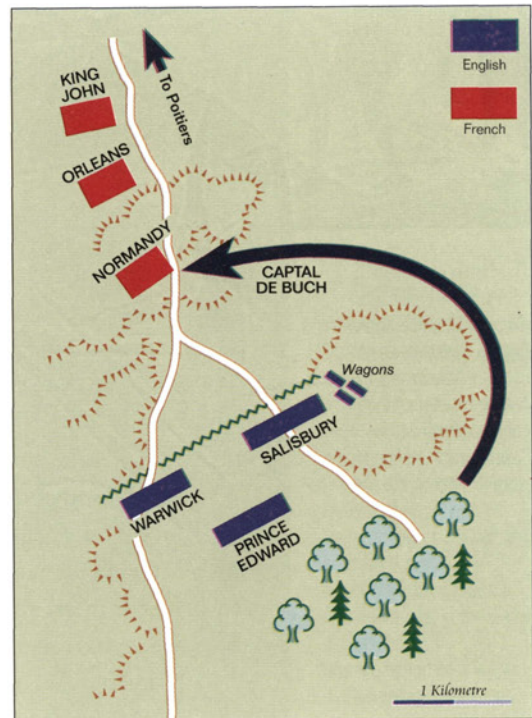 KING
JOHN
To Poitiers
English
French
ORLEANS
NORMANDY
CAPTAL
DE BUCH
Wagons
SALISBURY
WARWICK
PRINCE
EDWARD
1 Kilometre